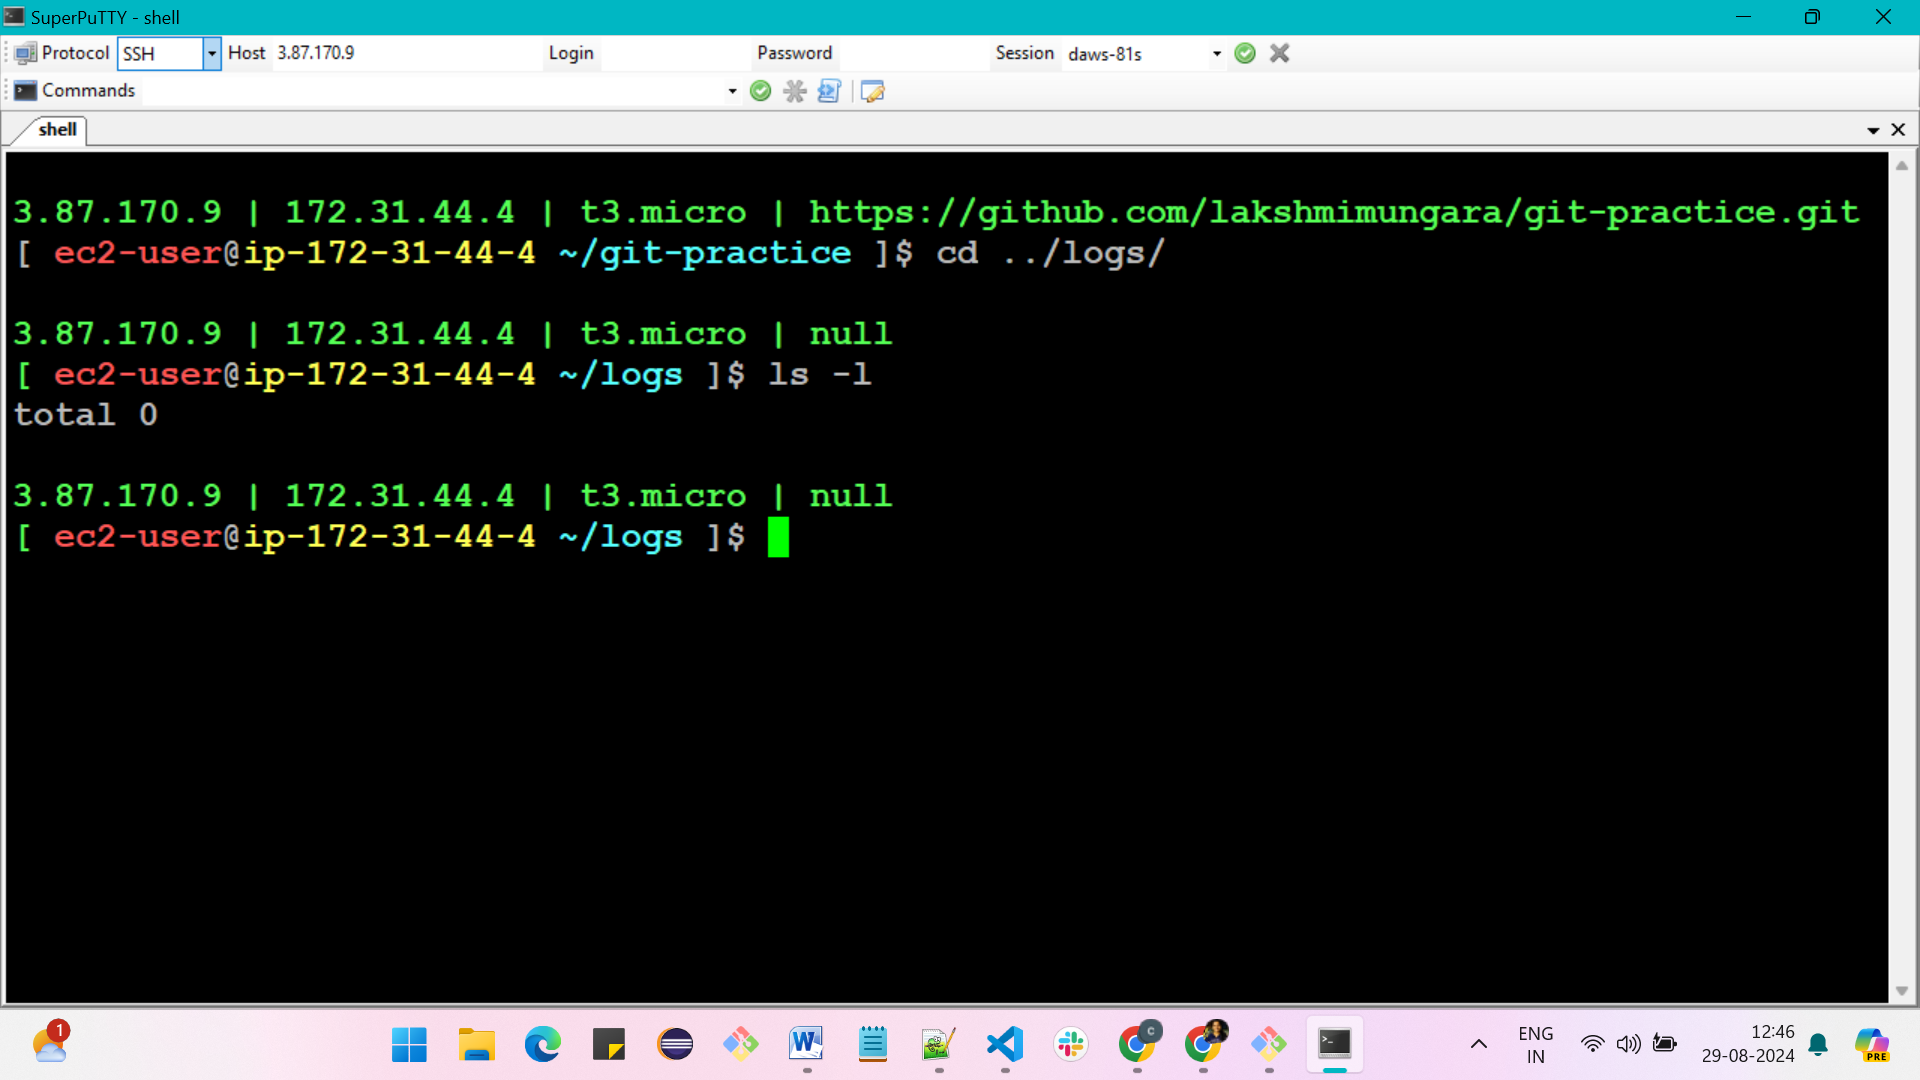 SuperPuTTY - shell
Protocol SSH Host 3.87.170.9 Login Password Session daws-81s
Commands
shell
3.87.170.9 | 172.31.44.4 | t3.micro | https://github.com/lakshmimungara/git-practice.git
[ ec2-user@ip-172-31-44-4 ~/git-practice ]$ cd ../logs/
3.87.170.9 | 172.31.44.4 | t3.micro | null
[ ec2-user@ip-172-31-44-4 ~/logs ]$ ls -l
total 0
3.87.170.9 | 172.31.44.4 | t3.micro | null
[ ec2-user@ip-172-31-44-4 ~/logs ]$
1
W
C
ENG
IN
12:46
29-08-2024
PRE